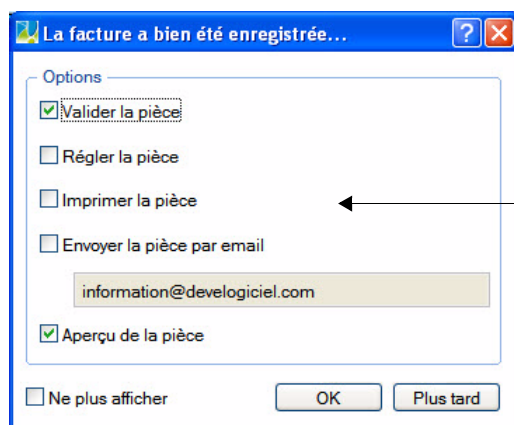 La facture a bien été enregistrée...
Options
Valider la pièce
Régler la pièce
Imprimer la pièce
Envoyer la pièce par email
information@develogiciel.com
Aperçu de la pièce
Ne plus afficher
OK
Plus tard